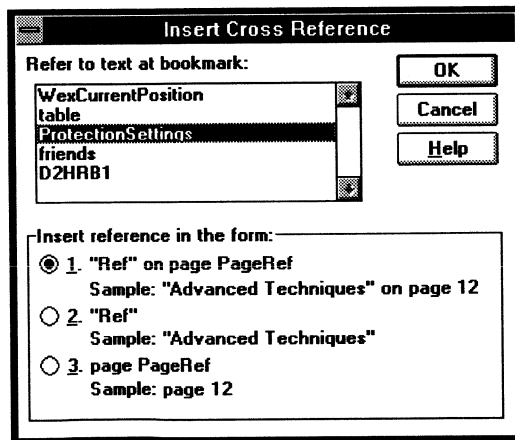 Insert Cross Reference
Refer to text at bookmark:
WexCurrentPosition
table
ProtectionSettings
friends
D2HRB1
OK
Cancel
Help
Insert reference in the form:
1. "Ref" on page PageRef
Sample: "Advanced Techniques" on page 12
2. "Ref"
Sample: "Advanced Techniques"
3. page PageRef
Sample: page 12